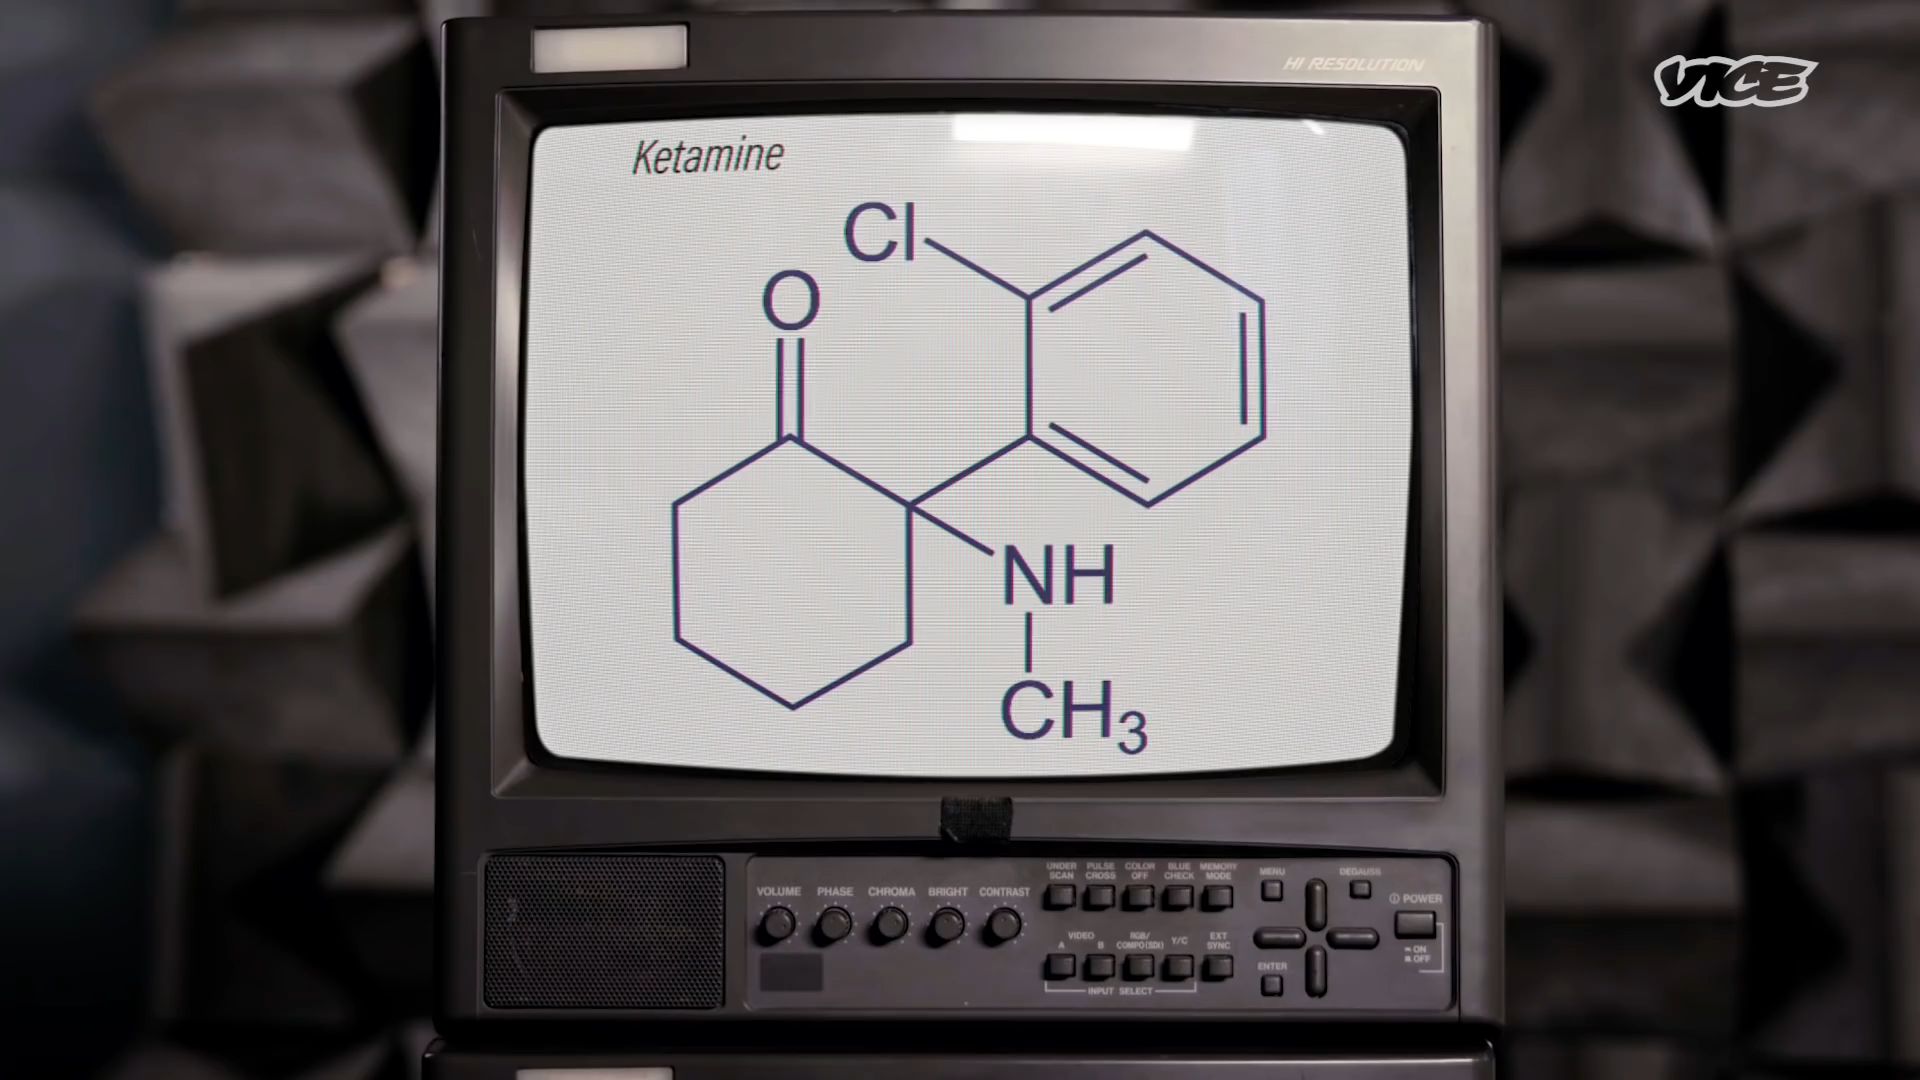 HI RESOLUTION
VICE
Ketamine
Cl
O
NH
CH3
UNDER SCAN
PULSE CROSS
COLOR OFF
BLUE CHECK
MEMORY MODE
MENU
DEGAUSS
VOLUME
PHASE
CHROMA
BRIGHT
CONTRAST
POWER
VIDEO
A
B
RGB/
COMPO(SDI)
Y/C
EXT SYNC
ON
OFF
ENTER
INPUT SELECT